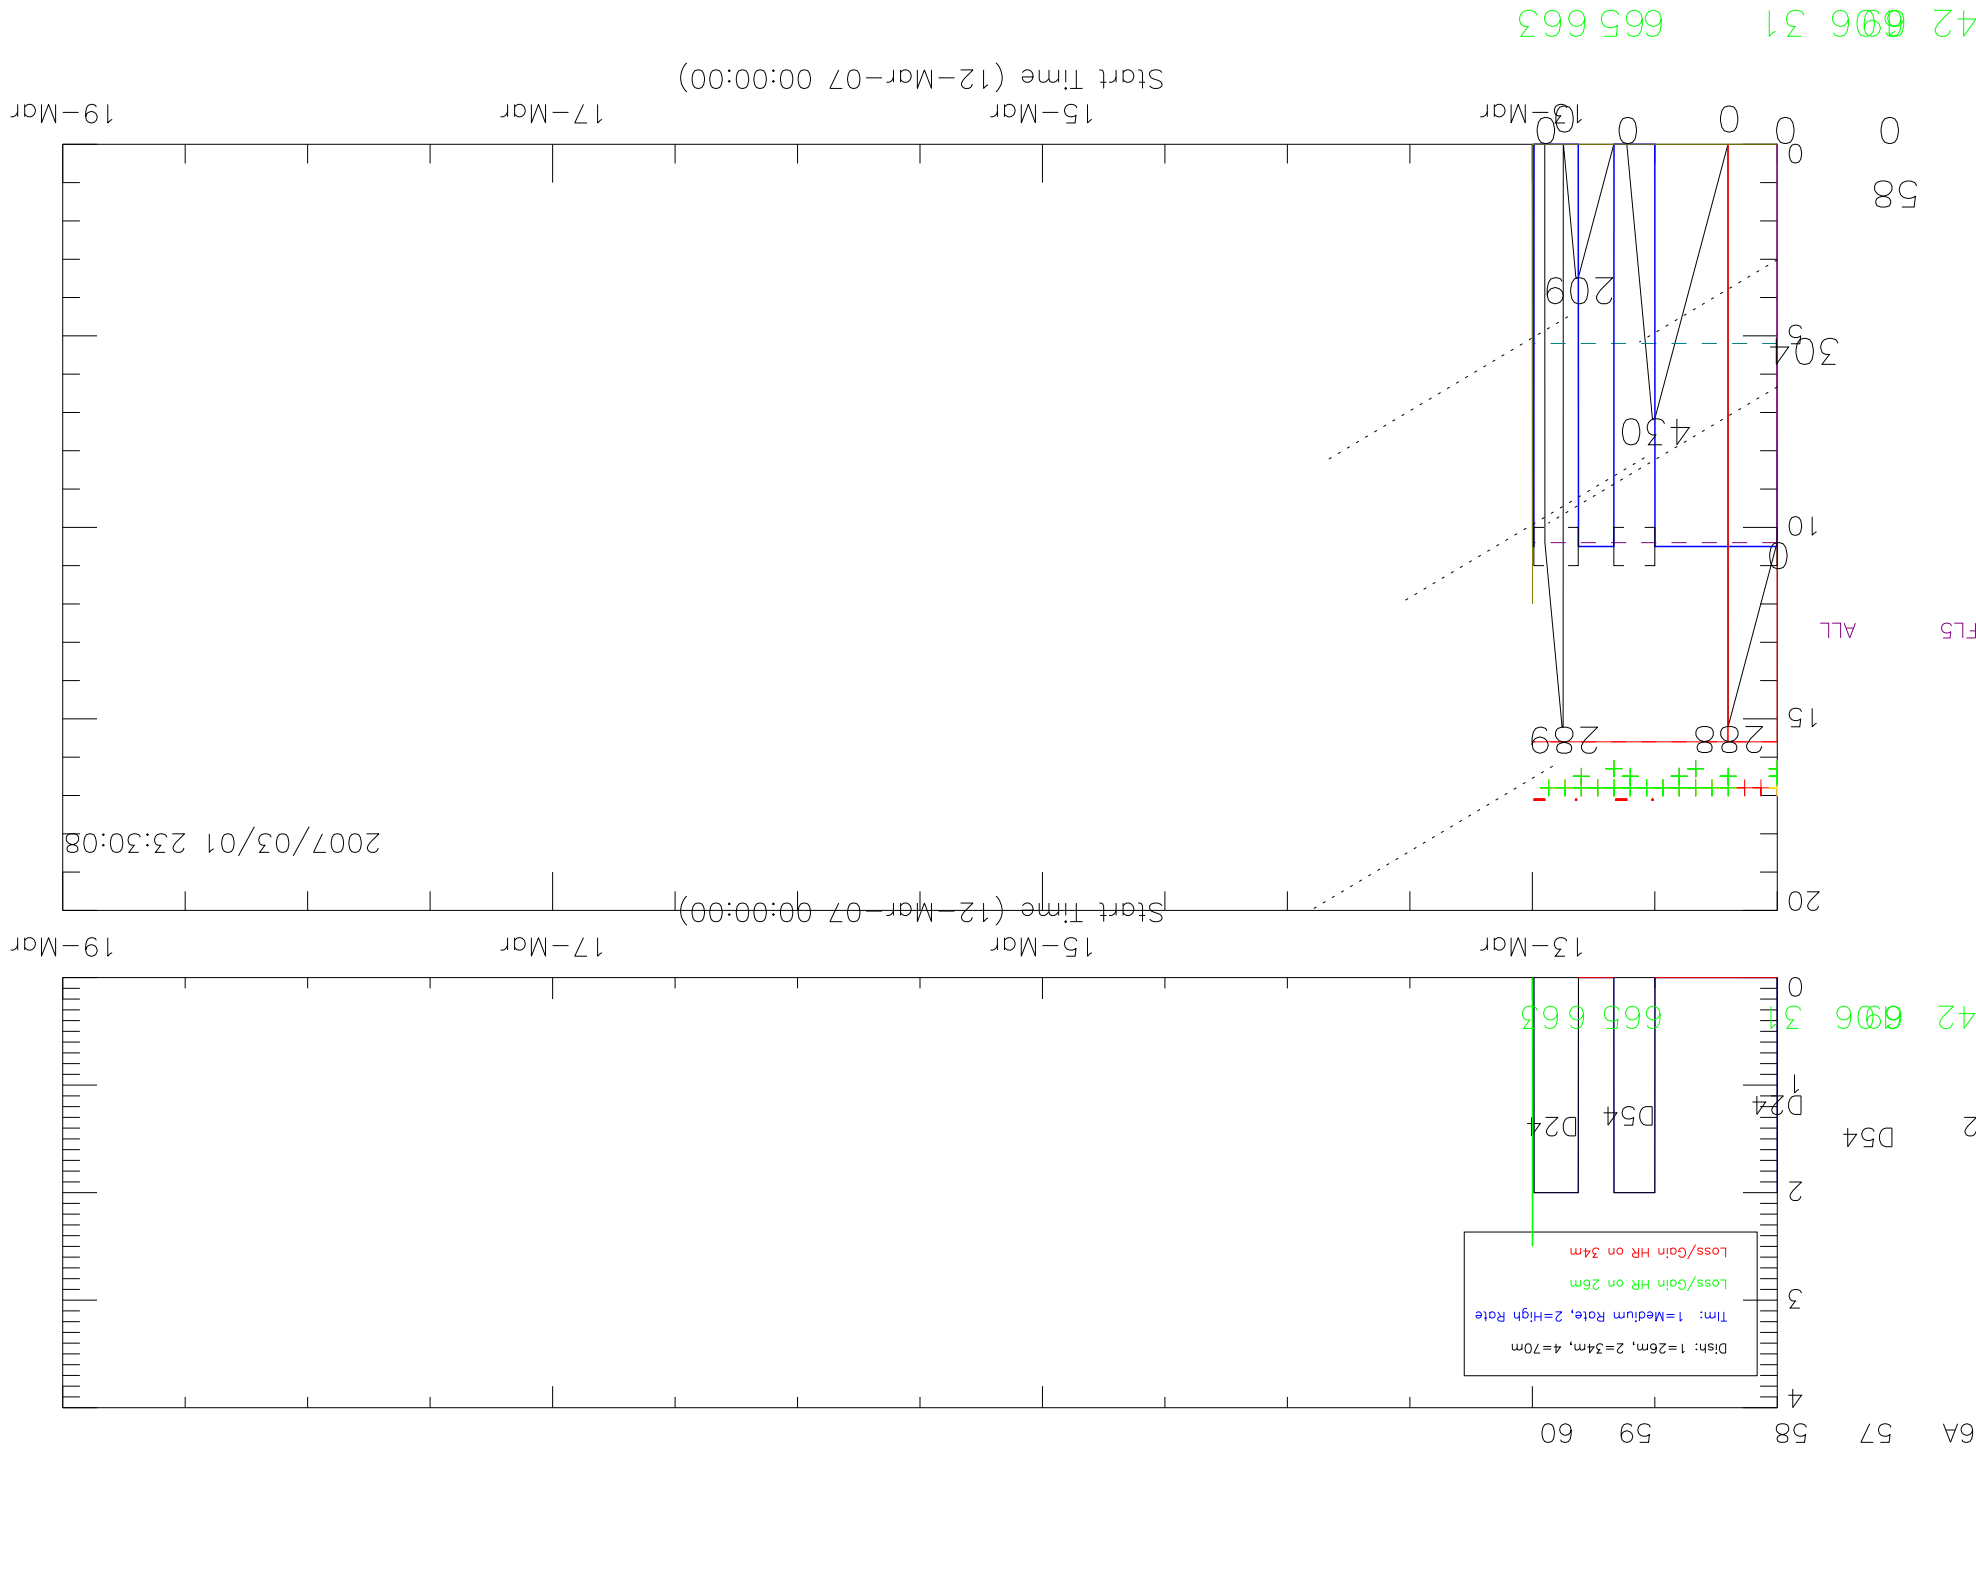 6A 57 58 59 60
4
Dish: 1=26m, 2=34m, 4=70m
Tlm: 1=Medium Rate, 2=High Rate
3
Loss/Gain HR on 26m
Loss/Gain HR on 34m
2
2 D54 D54 D24
D24
1
42 31 665 663
0
13-Mar 15-Mar 17-Mar 19-Mar
Start Time (12-Mar-07 00:00:00)
20
2007/03/01 23:30:08
288 289
15
FL5 ALL
0
10
430
304
5
209
58
0
0 0 0 0 0 0
13-Mar 15-Mar 17-Mar 19-Mar
Start Time (12-Mar-07 00:00:00)
42 31 665 663